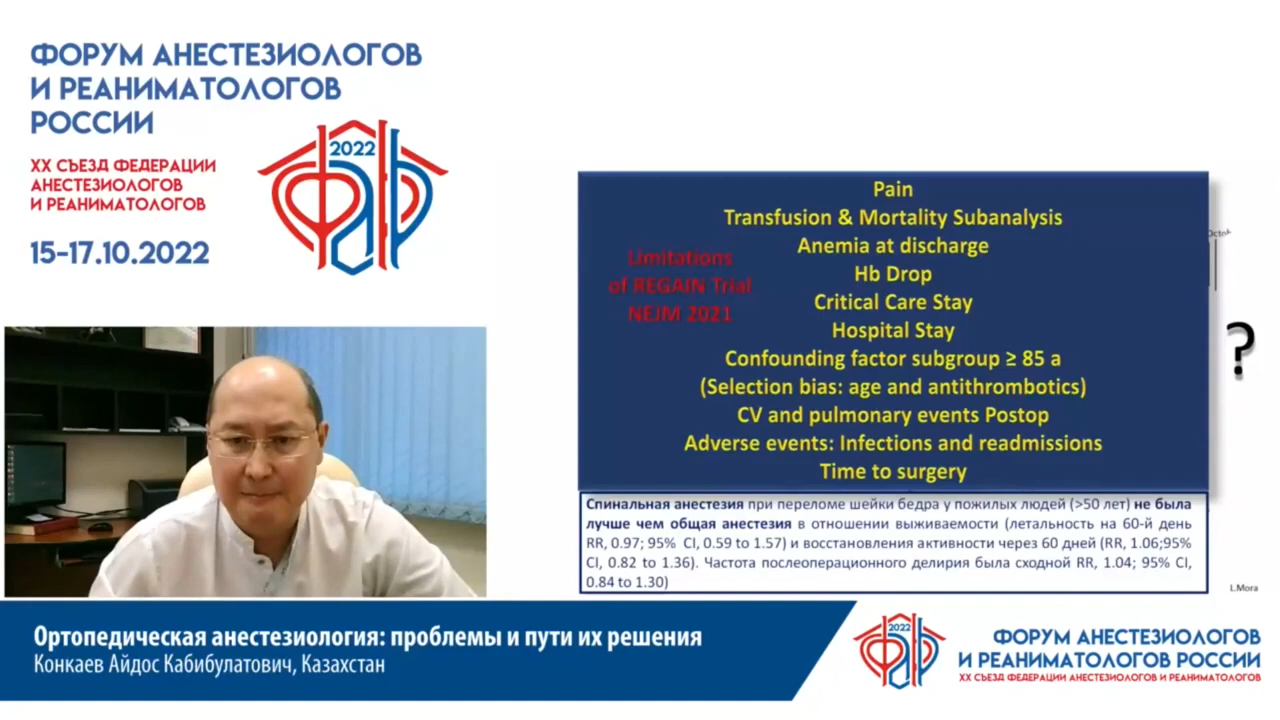 ФОРУМ АНЕСТЕЗИОЛОГОВ
И РЕАНИМАТОЛОГОВ
РОССИИ
XX СЪЕЗД ФЕДЕРАЦИИ
АНЕСТЕЗИОЛОГОВ
И РЕАНИМАТОЛОГОВ
15-17.10.2022
2022
Limitations
of REGAIN Trial
NEJM 2021
Pain
Transfusion & Mortality Subanalysis
Anemia at discharge
Hb Drop
Critical Care Stay
Hospital Stay
Confounding factor subgroup ≥ 85 a
(Selection bias: age and antithrombotics)
CV and pulmonary events Postop
Adverse events: Infections and readmissions
Time to surgery
?
Спинальная анестезия при переломе шейки бедра у пожилых людей (>50 лет) не была
лучше чем общая анестезия в отношении выживаемости (летальность на 60-й день
RR, 0.97; 95% CI, 0.59 to 1.57) и восстановления активности через 60 дней (RR, 1.06;95%
CI, 0.82 to 1.36). Частота послеоперационного делирия была сходной RR, 1.04; 95% CI,
0.84 to 1.30)
L.Mora
Ортопедическая анестезиология: проблемы и пути их решения
Конкаев Айдос Кабибулатович, Казахстан
2022
ФОРУМ АНЕСТЕЗИОЛОГОВ
И РЕАНИМАТОЛОГОВ РОССИИ
XX СЪЕЗД ФЕДЕРАЦИИ АНЕСТЕЗИОЛОГОВ И РЕАНИМАТОЛОГОВ